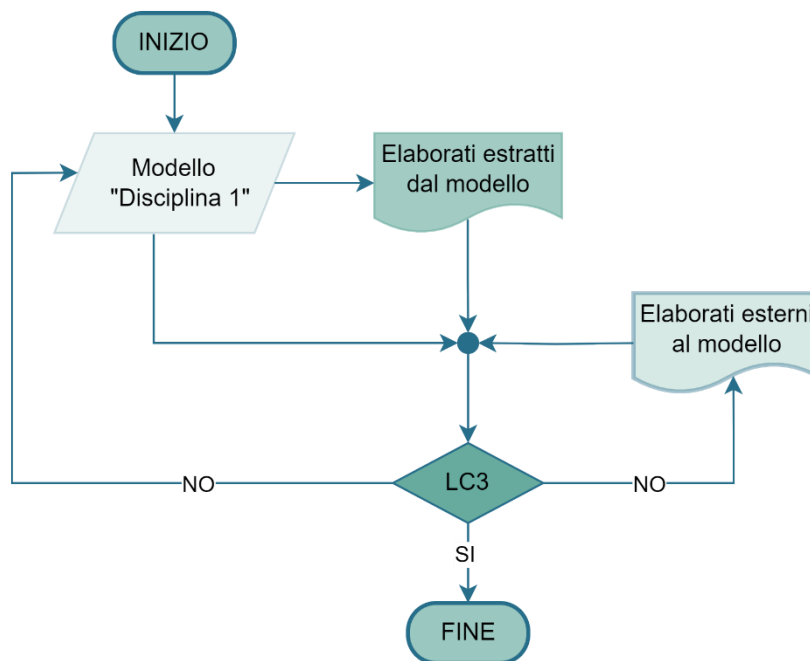 INIZIO
Modello
"Disciplina 1"
Elaborati estratti
dal modello
Elaborati esterni
al modello
LC3
NO
NO
SI
FINE